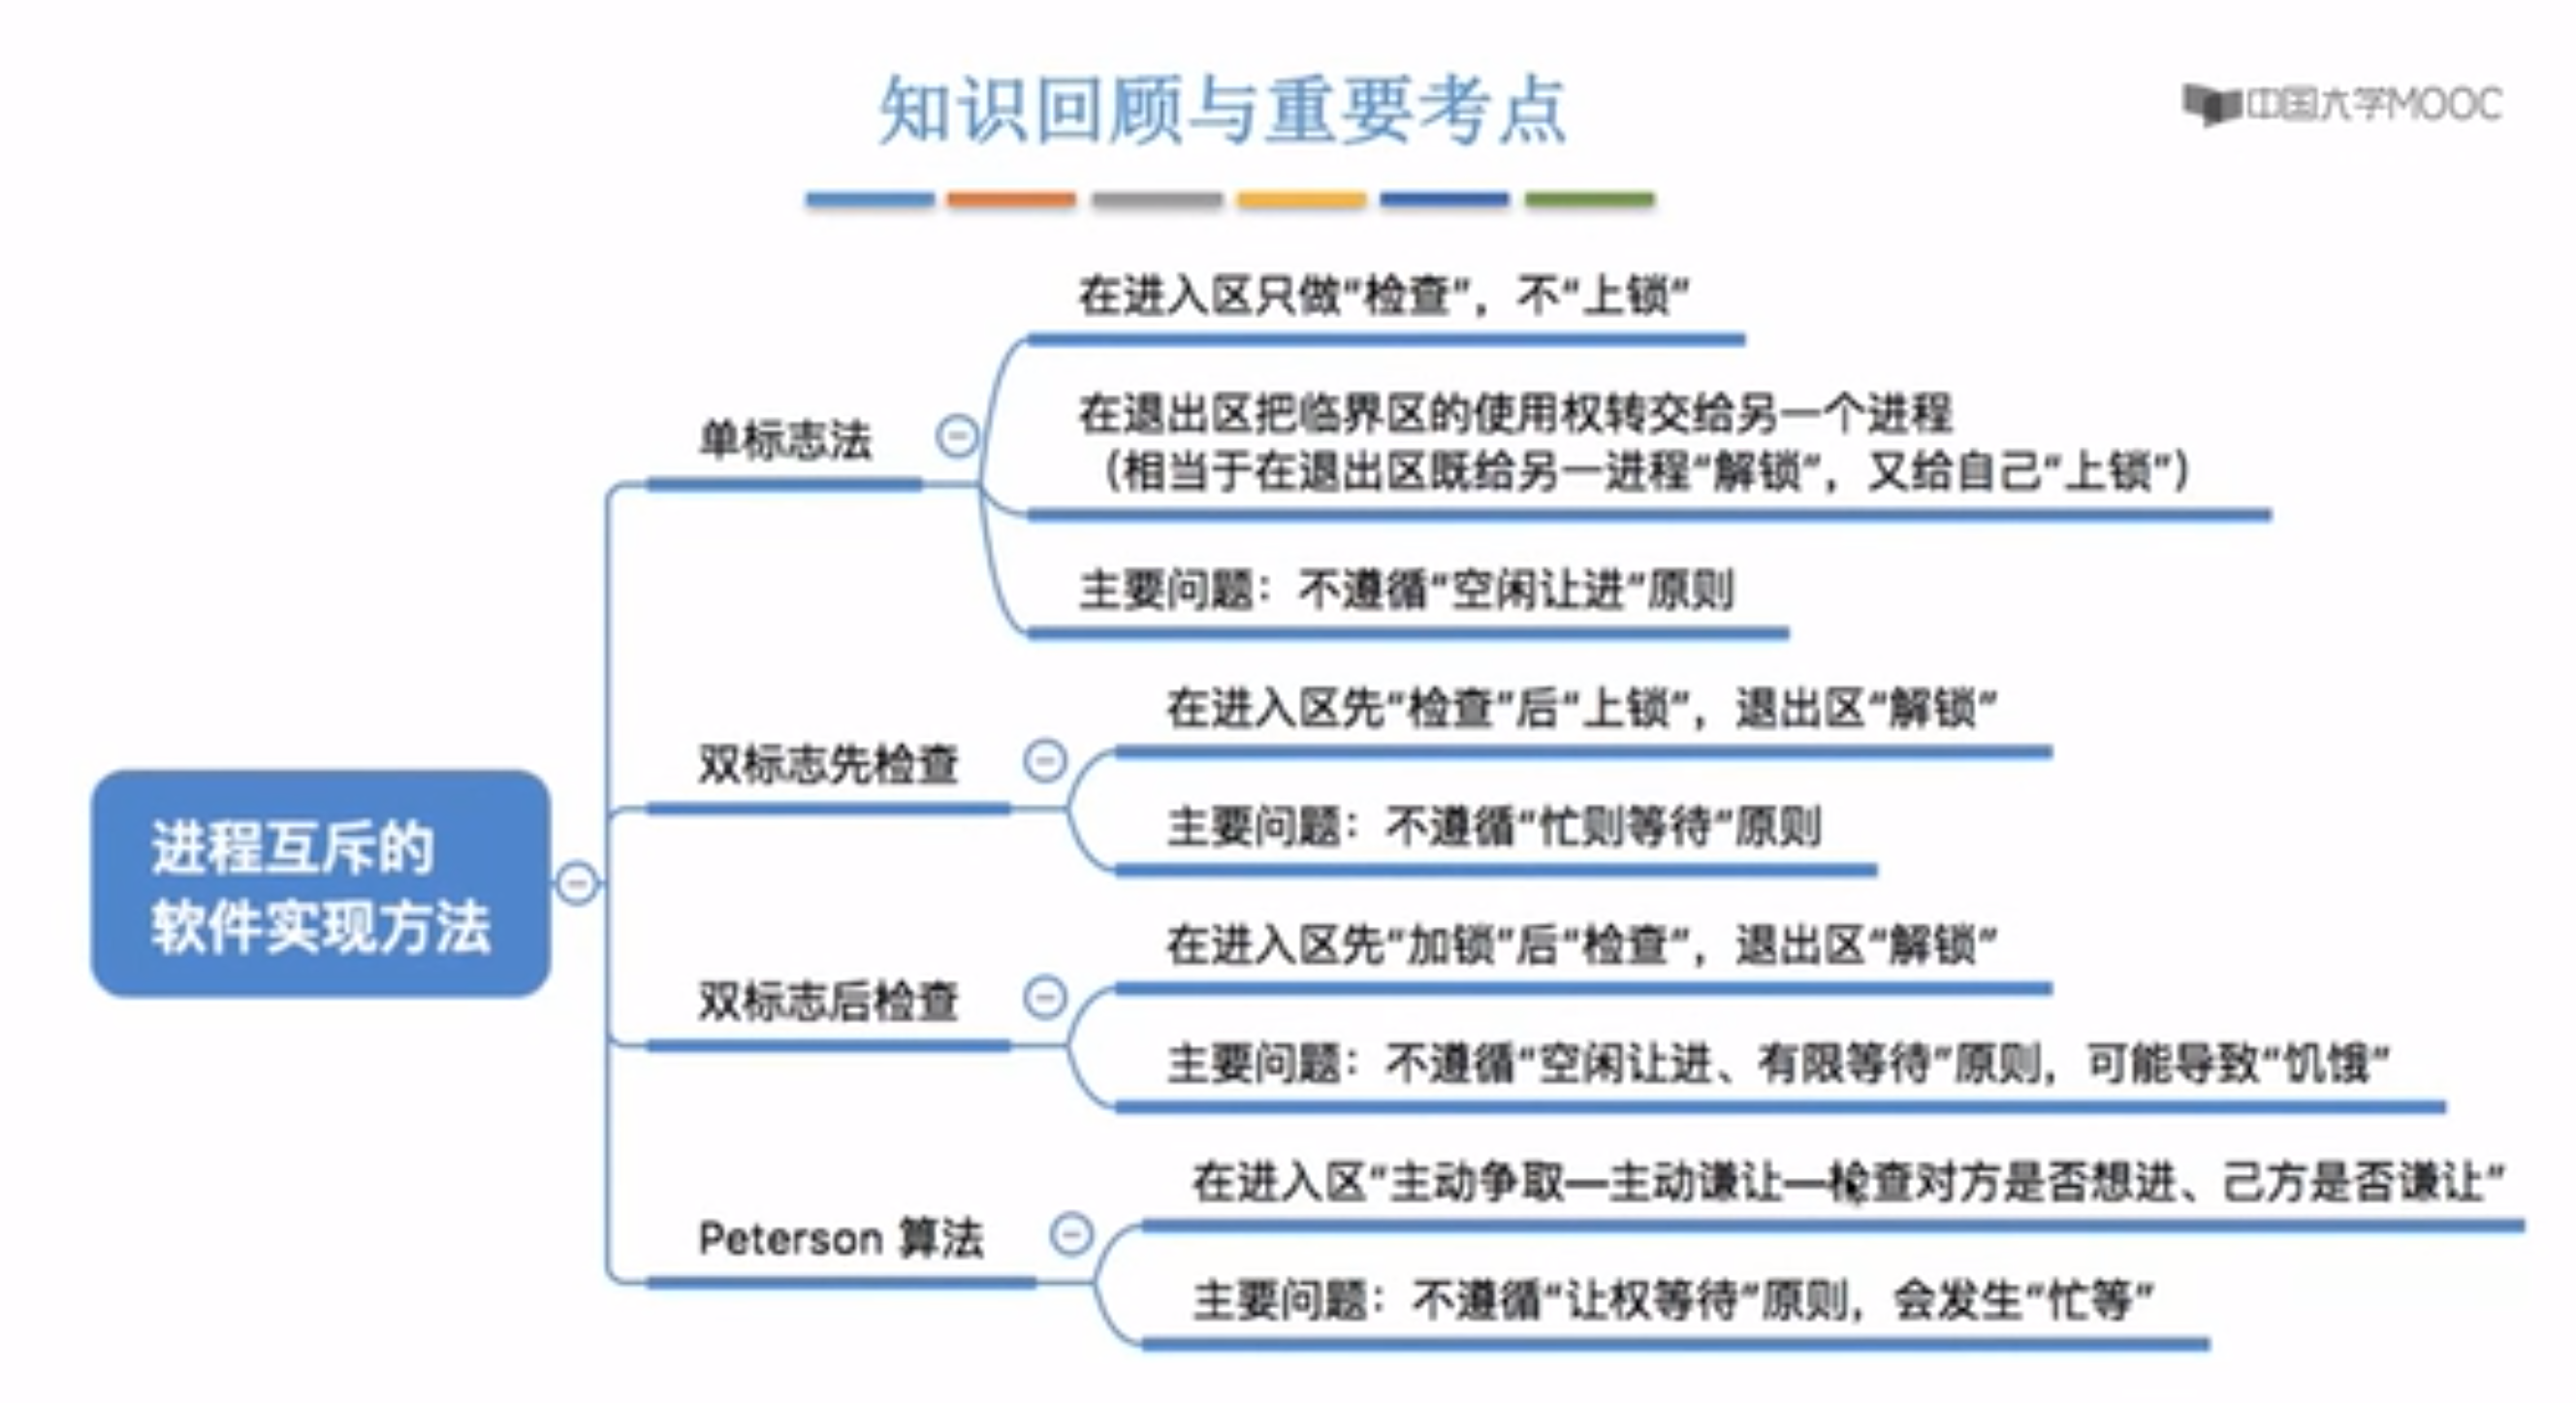 知识回顾与重要考点
中国大学MOOC
进程互斥的
软件实现方法
单标志法
在进入区只做“检查”，不“上锁”
在退出区把临界区的使用权转交给另一个进程
（相当于在退出区既给另一进程“解锁”，又给自己“上锁”）
主要问题：不遵循“空闲让进”原则
双标志先检查
在进入区先“检查”后“上锁”，退出区“解锁”
主要问题：不遵循“忙则等待”原则
双标志后检查
在进入区先“加锁”后“检查”，退出区“解锁”
主要问题：不遵循“空闲让进、有限等待”原则，可能导致“饥饿”
Peterson 算法
在进入区“主动争取—主动谦让—检查对方是否想进、己方是否谦让”
主要问题：不遵循“让权等待”原则，会发生“忙等”